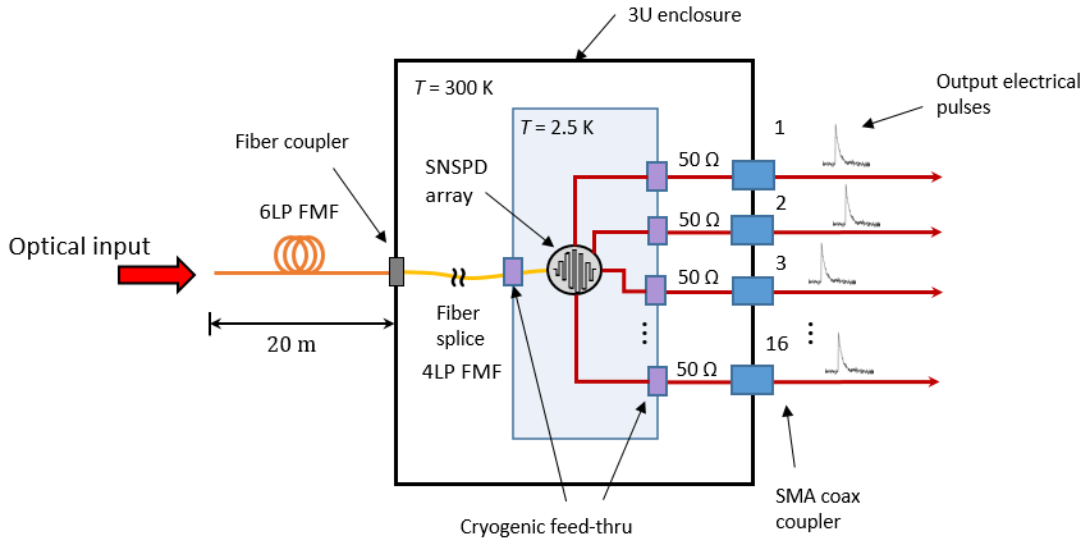 3U enclosure
T = 300 K
Output electrical
pulses
T = 2.5 K
1
Fiber coupler
50 Ω
SNSPD
array
6LP FMF
2
50 Ω
Optical input
3
50 Ω
Fiber
splice
20 m
4LP FMF
16
50 Ω
SMA coax
coupler
Cryogenic feed-thru